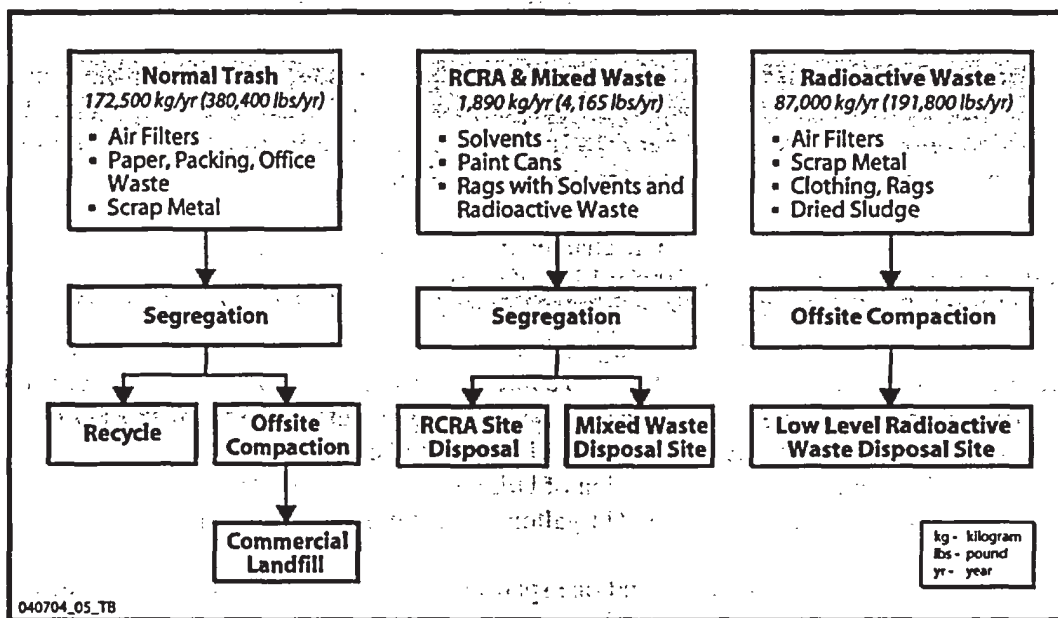 Normal Trash
172,500 kg/yr (380,400 lbs/yr)
▪ Air Filters
▪ Paper, Packing, Office
Waste
▪ Scrap Metal
Segregation
Recycle
Offsite
Compaction
Commercial
Landfill
RCRA & Mixed Waste
1,890 kg/yr (4,165 lbs/yr)
▪ Solvents
▪ Paint Cans
▪ Rags with Solvents and
Radioactive Waste
Segregation
RCRA Site
Disposal
Mixed Waste
Disposal Site
Radioactive Waste
87,000 kg/yr (191,800 lbs/yr)
▪ Air Filters
▪ Scrap Metal
▪ Clothing, Rags
▪ Dried Sludge
Offsite Compaction
Low Level Radioactive
Waste Disposal Site
kg - kilogram
lbs - pound
yr - year
040704_05_TB